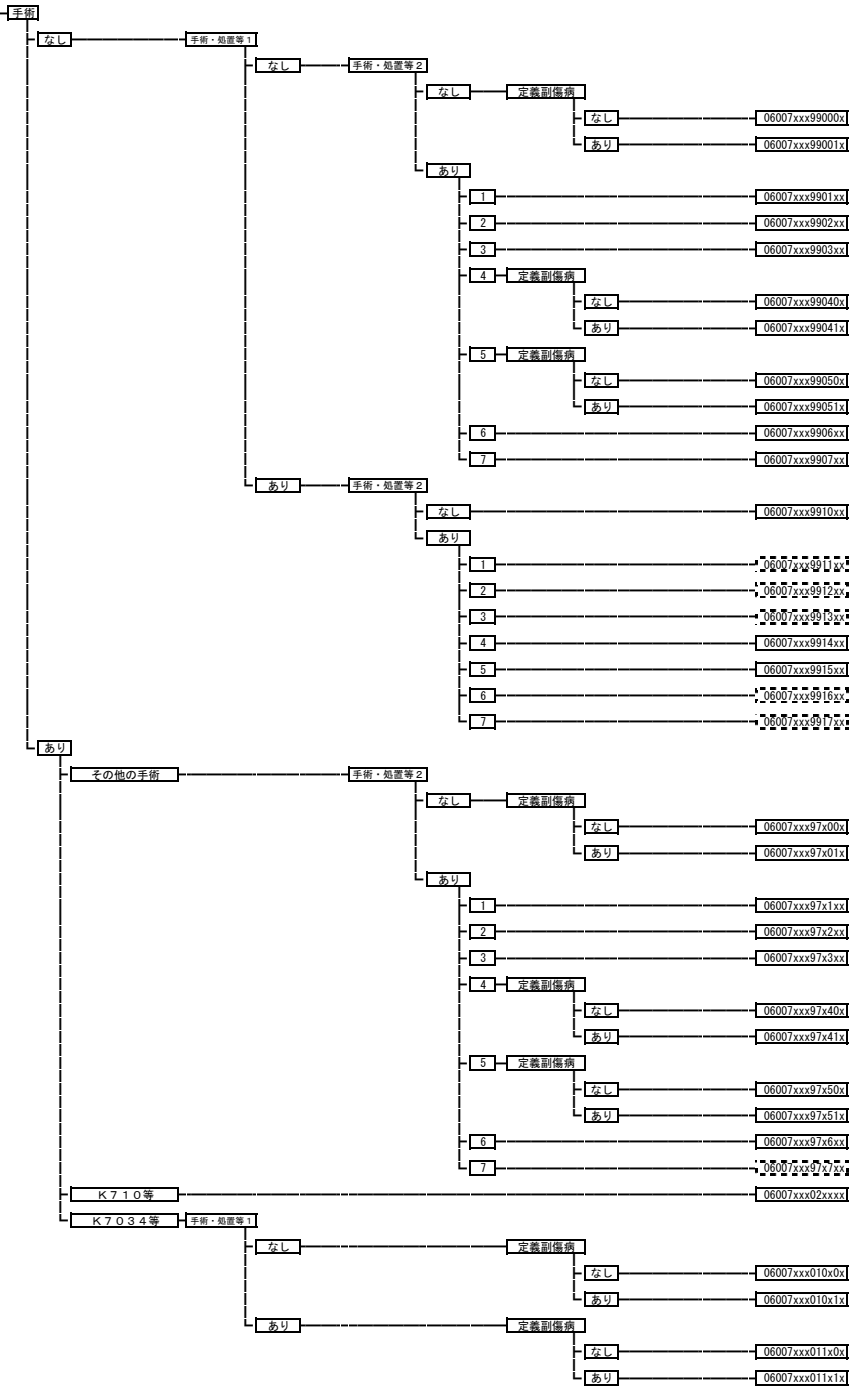 手術
なし 手術・処置等1
なし 手術・処置等2
なし 定義副傷病
なし 06007xxx99000x
あり 06007xxx99001x
あり
1 06007xxx9901xx
2 06007xxx9902xx
3 06007xxx9903xx
4 定義副傷病
なし 06007xxx99040x
あり 06007xxx99041x
5 定義副傷病
なし 06007xxx99050x
あり 06007xxx99051x
6 06007xxx9906xx
7 06007xxx9907xx
あり 手術・処置等2
なし 06007xxx9910xx
あり
1 06007xxx9911xx
2 06007xxx9912xx
3 06007xxx9913xx
4 06007xxx9914xx
5 06007xxx9915xx
6 06007xxx9916xx
7 06007xxx9917xx
あり
その他の手術 手術・処置等2
なし 定義副傷病
なし 06007xxx97x00x
あり 06007xxx97x01x
あり
1 06007xxx97x1xx
2 06007xxx97x2xx
3 06007xxx97x3xx
4 定義副傷病
なし 06007xxx97x40x
あり 06007xxx97x41x
5 定義副傷病
なし 06007xxx97x50x
あり 06007xxx97x51x
6 06007xxx97x6xx
7 06007xxx97x7xx
K710等 06007xxx02xxxx
K7034等 手術・処置等1
なし 定義副傷病
なし 06007xxx010x0x
あり 06007xxx010x1x
あり 定義副傷病
なし 06007xxx011x0x
あり 06007xxx011x1x